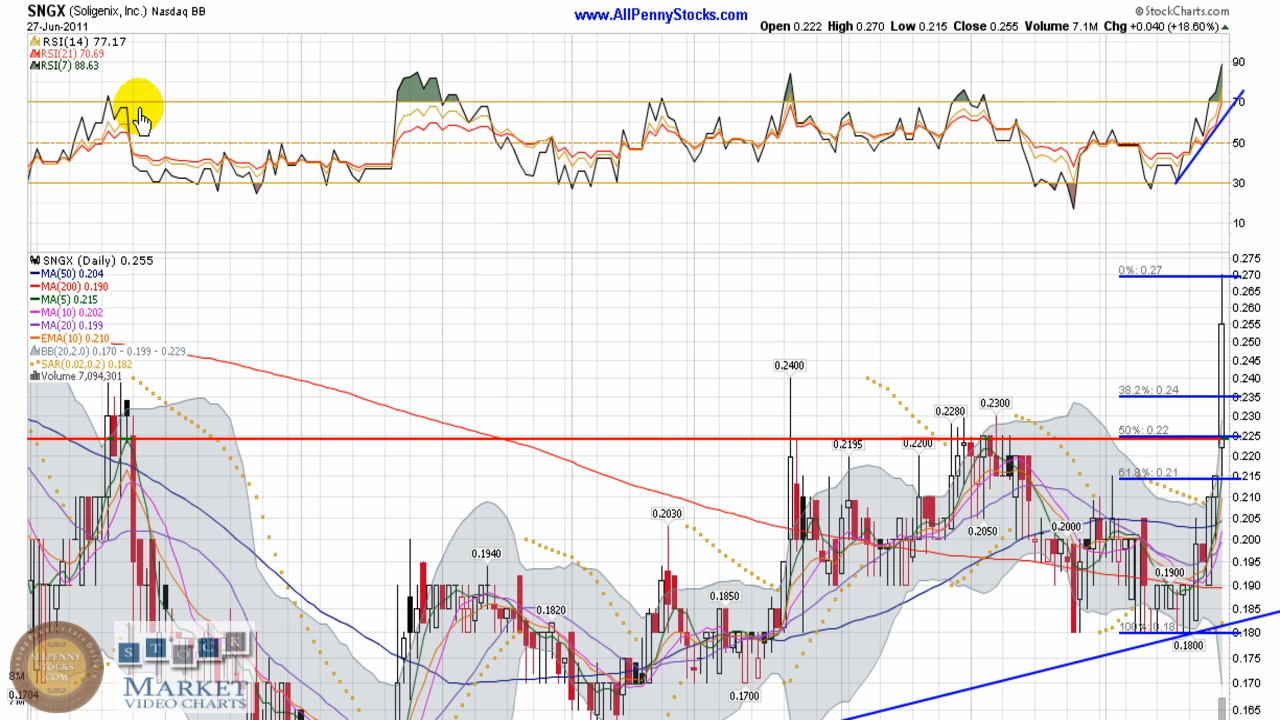 SNGX (Soligenix, Inc.) Nasdaq BB
www.AllPennyStocks.com
© StockCharts.com
27-Jun-2011
Open 0.222 High 0.270 Low 0.215 Close 0.255 Volume 7.1M Chg +0.040 (+18.60%)
RSI(14) 77.17
RSI(21) 70.69
RSI(7) 88.63
90
70
50
30
10
SNGX (Daily) 0.255
MA(50) 0.204
MA(200) 0.190
MA(5) 0.215
MA(10) 0.202
MA(20) 0.199
EMA(10) 0.210
BB(20,2.0) 0.170 - 0.199 - 0.229
SAR(0.02,0.2) 0.182
Volume 7,094,301
0.275
0%: 0.27
0.270
0.265
0.260
0.255
0.250
0.245
0.2400
0.240
38.2%: 0.24
0.235
0.2280
0.2300
0.230
50%: 0.22
0.225
0.2195
0.2200
0.220
61.8%: 0.21
0.215
0.210
0.2030
0.2050
0.2000
0.205
0.200
0.1940
0.1900
0.195
0.190
0.1820
0.1850
0.185
100%: 0.18
0.180
0.1800
0.175
0.1700
0.170
0.165
ALLPENNY
STOCKS
.COM
STOCK
MARKET
VIDEO CHARTS
8M
0.1704
7M